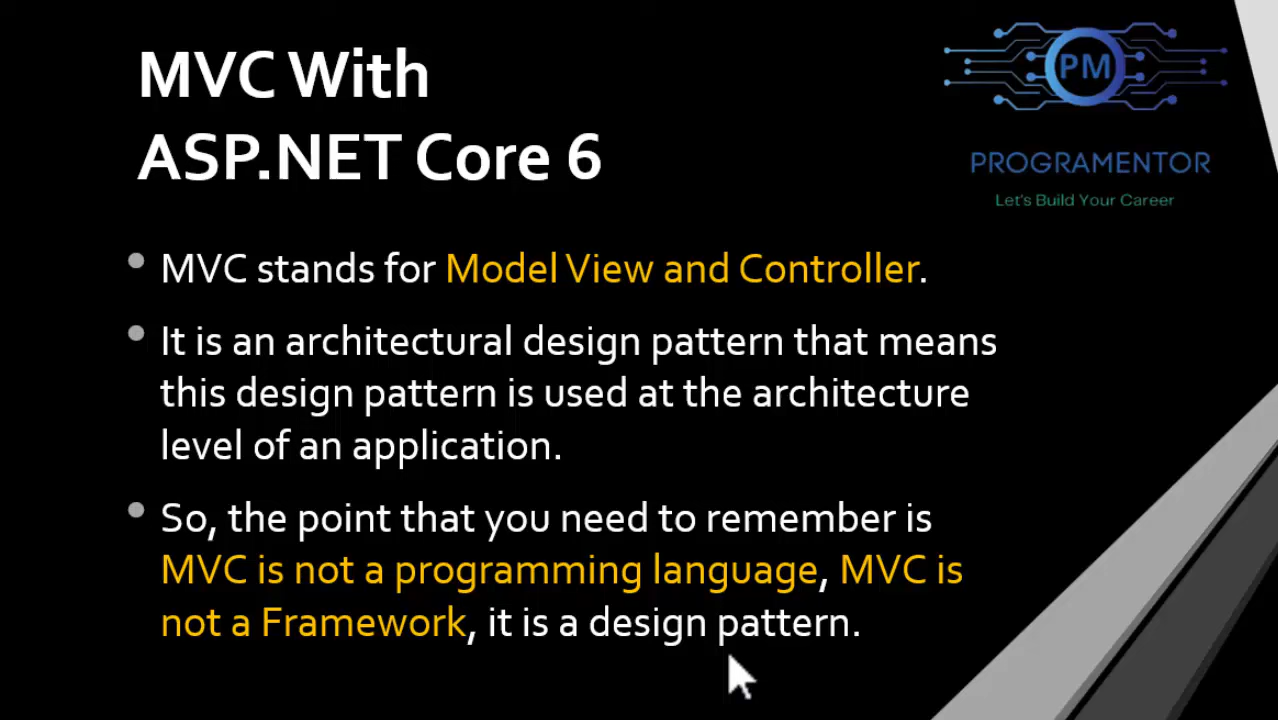 MVC With
ASP.NET Core 6
PM
PROGRAMENTOR
Let's Build Your Career
MVC stands for Model View and Controller.
It is an architectural design pattern that means
this design pattern is used at the architecture
level of an application.
So, the point that you need to remember is
MVC is not a programming language, MVC is
not a Framework, it is a design pattern.